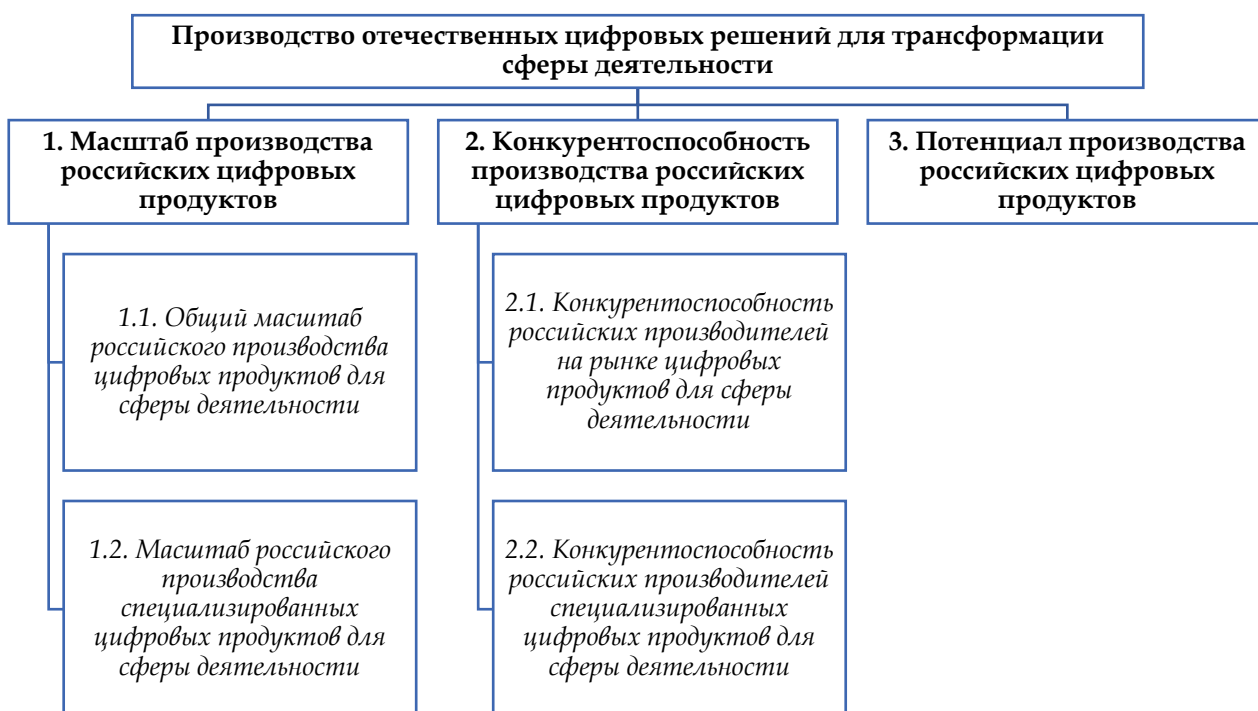 Производство отечественных цифровых решений для трансформации
сферы деятельности
1. Масштаб производства
российских цифровых
продуктов
2. Конкурентоспособность
производства российских
цифровых продуктов
3. Потенциал производства
российских цифровых
продуктов
1.1. Общий масштаб
российского производства
цифровых продуктов для
сферы деятельности
2.1. Конкурентоспособность
российских производителей
на рынке цифровых
продуктов для сферы
деятельности
1.2. Масштаб российского
производства
специализированных
цифровых продуктов для
сферы деятельности
2.2. Конкурентоспособность
российских производителей
специализированных
цифровых продуктов для
сферы деятельности